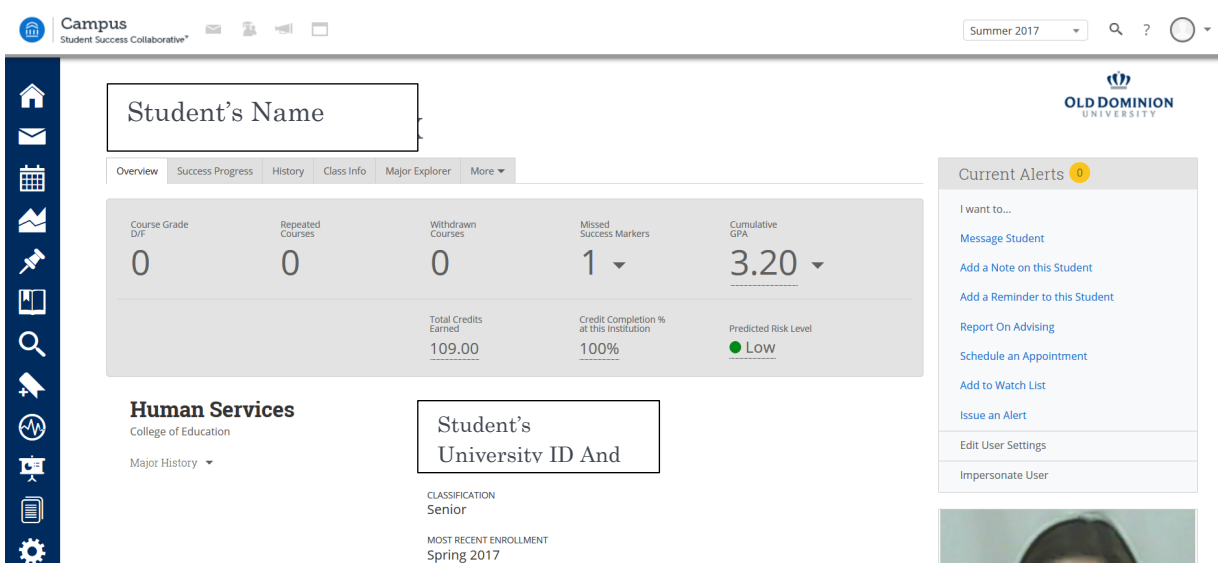 Campus
Student Success Collaborative
Summer 2017
?
OLD DOMINION
UNIVERSITY
Student's Name
Overview Success Progress History Class Info Major Explorer More
Course Grade
D/F
0
Repeated
Courses
0
Withdrawn
Courses
0
Missed
Success Markers
1
Cumulative
GPA
3.20
Total Credits
Earned
109.00
Credit Completion %
at this Institution
100%
Predicted Risk Level
Low
Human Services
College of Education
Major History
Student's
University ID And
CLASSIFICATION
Senior
MOST RECENT ENROLLMENT
Spring 2017
Current Alerts 0
I want to...
Message Student
Add a Note on this Student
Add a Reminder to this Student
Report On Advising
Schedule an Appointment
Add to Watch List
Issue an Alert
Edit User Settings
Impersonate User